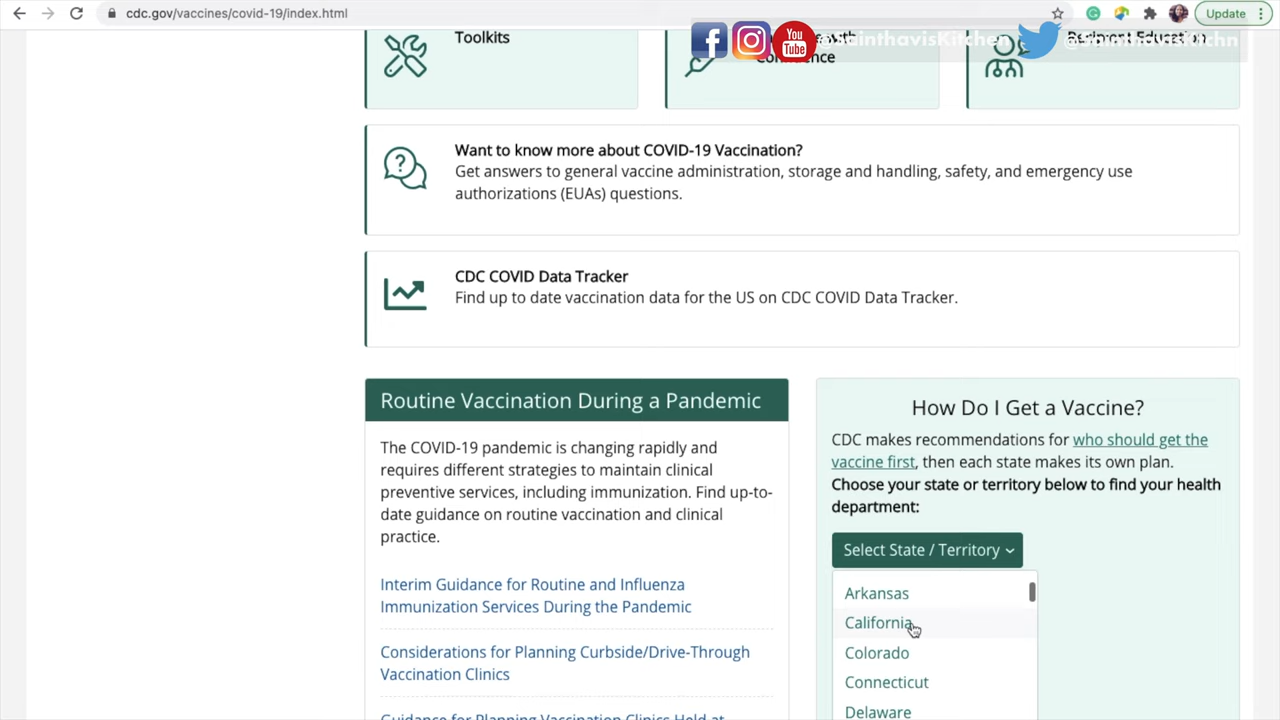 cdc.gov/vaccines/covid-19/index.html
Update
You
Tube
@SainthavisKitchen
Toolkits
Recipient Education
Want to know more about COVID-19 Vaccination?
Get answers to general vaccine administration, storage and handling, safety, and emergency use
authorizations (EUAs) questions.
CDC COVID Data Tracker
Find up to date vaccination data for the US on CDC COVID Data Tracker.
Routine Vaccination During a Pandemic
The COVID-19 pandemic is changing rapidly and
requires different strategies to maintain clinical
preventive services, including immunization. Find up-to-
date guidance on routine vaccination and clinical
practice.
Interim Guidance for Routine and Influenza
Immunization Services During the Pandemic
Considerations for Planning Curbside/Drive-Through
Vaccination Clinics
Guidance for Planning Vaccination Clinics Held at
How Do I Get a Vaccine?
CDC makes recommendations for who should get the
vaccine first, then each state makes its own plan.
Choose your state or territory below to find your health
department:
Select State / Territory
Arkansas
California
Colorado
Connecticut
Delaware